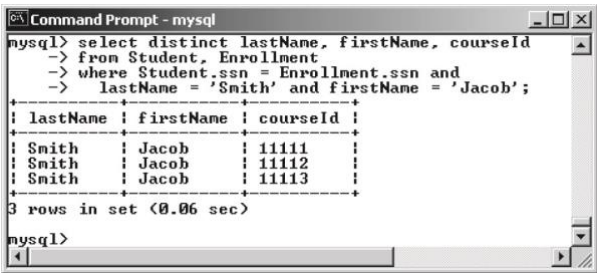 Command Prompt - mysql
mysql> select distinct lastName, firstName, courseId
    -> from Student, Enrollment
    -> where Student.ssn = Enrollment.ssn and
    ->   lastName = 'Smith' and firstName = 'Jacob';
+----------+-----------+----------+
| lastName | firstName | courseId |
+----------+-----------+----------+
| Smith    | Jacob     | 11111    |
| Smith    | Jacob     | 11112    |
| Smith    | Jacob     | 11113    |
+----------+-----------+----------+
3 rows in set (0.06 sec)
mysql>